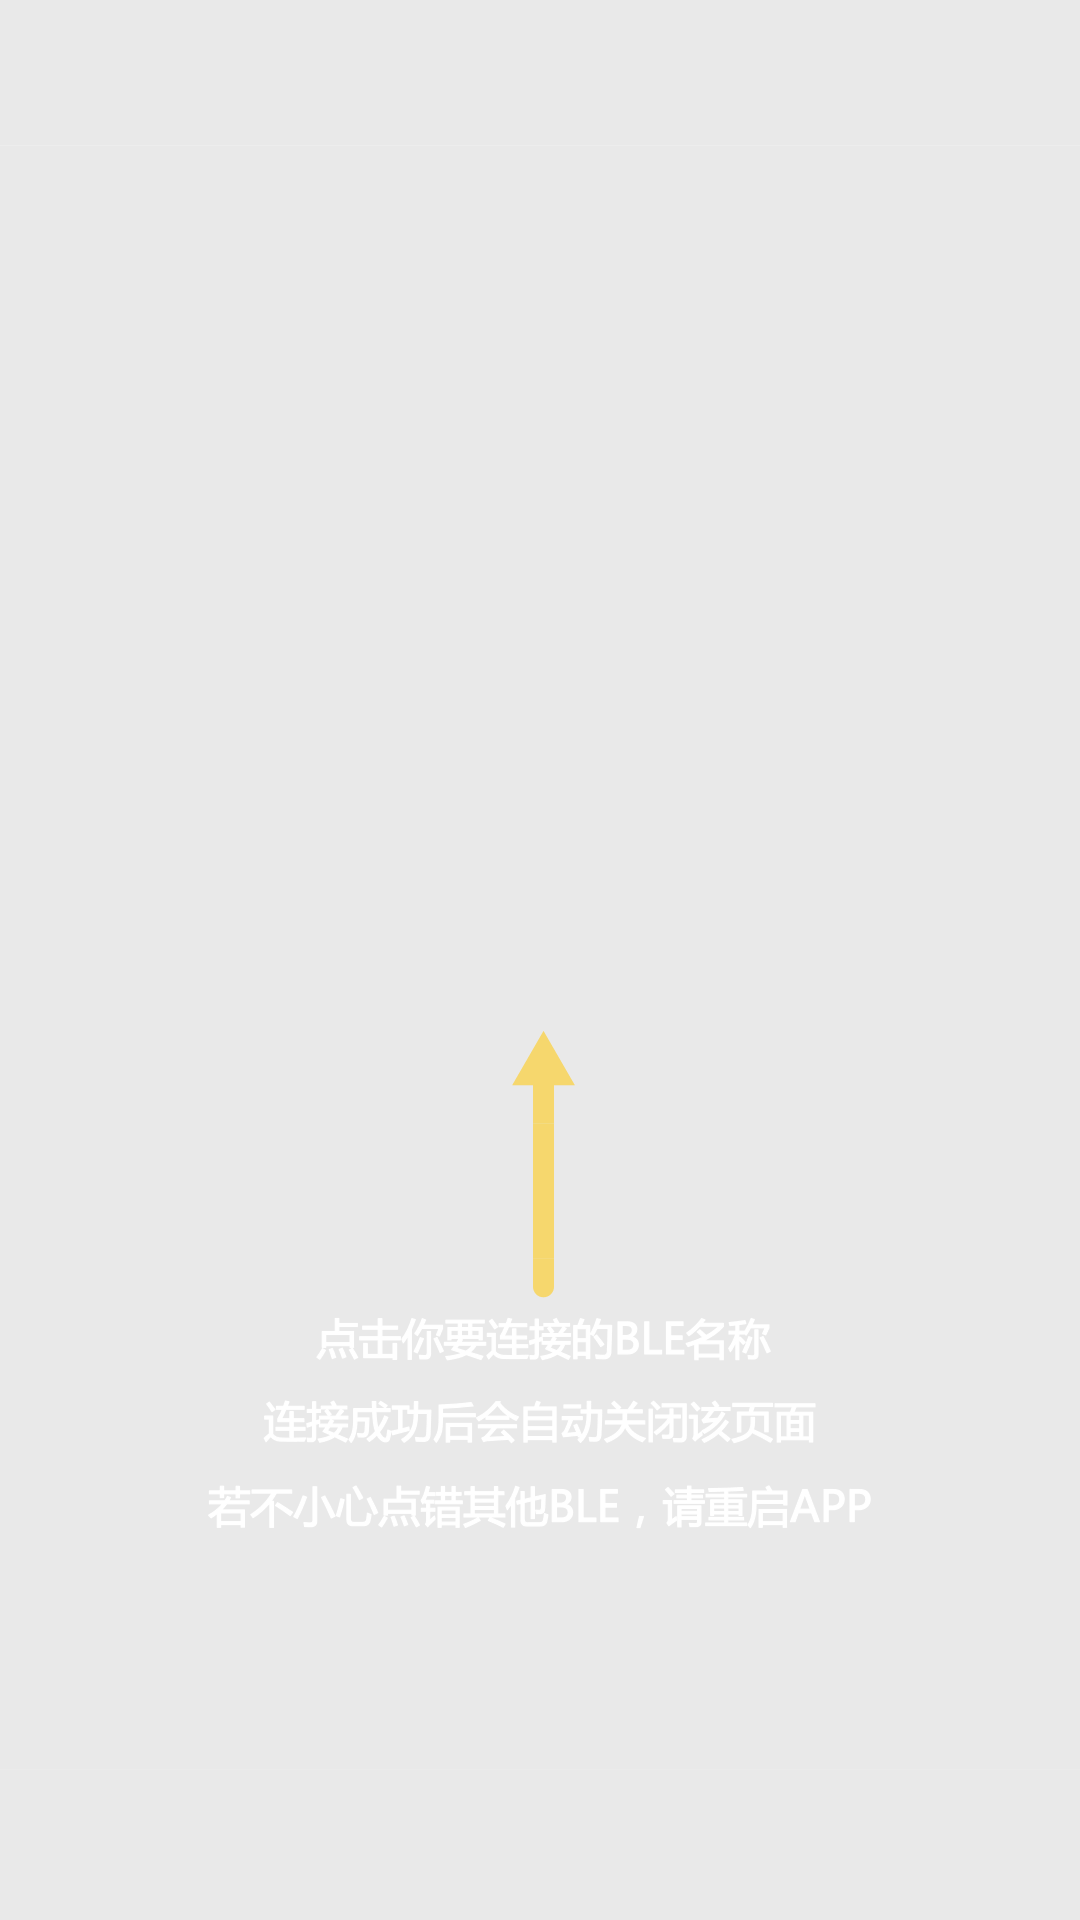 点击你要连接的BLE名称
连接成功后会自动关闭该页面
若不小心点错其他BLE，请重启APP